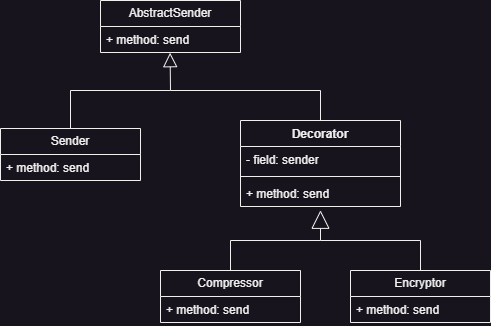 AbstractSender
+ method: send
Sender
+ method: send
Decorator
- field: sender
+ method: send
Compressor
+ method: send
Encryptor
+ method: send